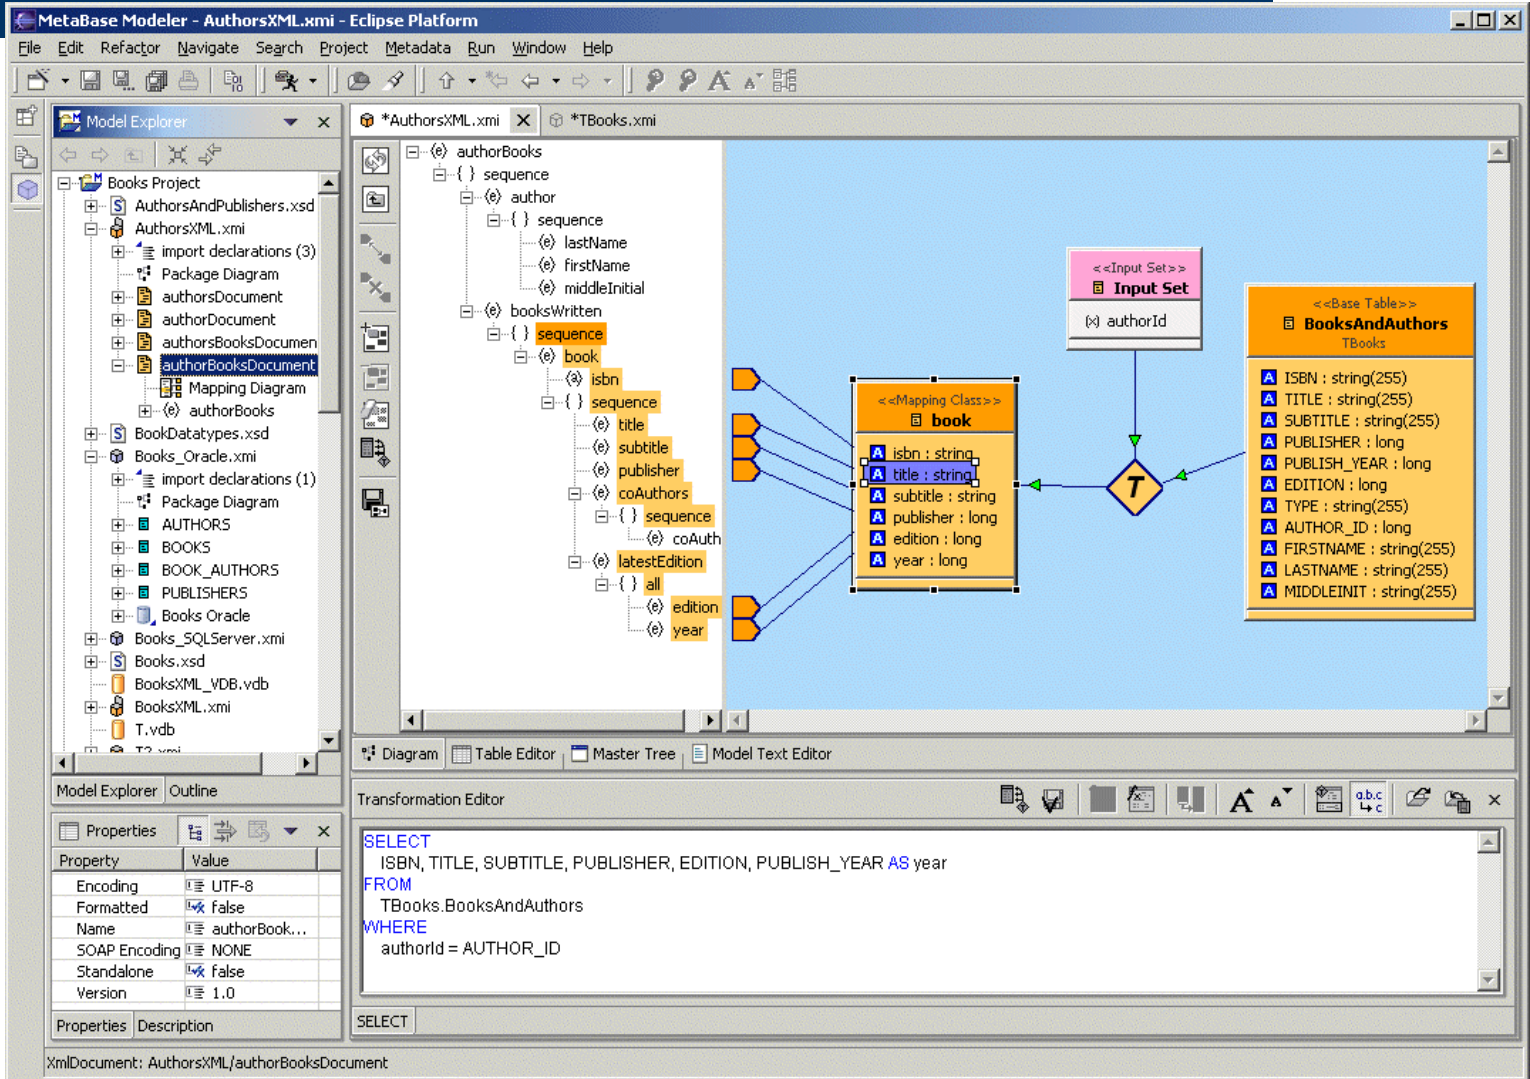 MetaBase Modeler - AuthorsXML.xmi - Eclipse Platform
File Edit Refactor Navigate Search Project Metadata Run Window Help
Model Explorer
Books Project
AuthorsAndPublishers.xsd
AuthorsXML.xmi
import declarations (3)
Package Diagram
authorsDocument
authorDocument
authorsBooksDocumen
authorBooksDocument
Mapping Diagram
(e) authorBooks
BookDatatypes.xsd
Books_Oracle.xmi
import declarations (1)
Package Diagram
AUTHORS
BOOKS
BOOK_AUTHORS
PUBLISHERS
Books Oracle
Books_SQLServer.xmi
Books.xsd
BooksXML_VDB.vdb
BooksXML.xmi
T.vdb
T2.xmi
Model Explorer Outline
Properties
Property Value
Encoding UTF-8
Formatted false
Name authorBook...
SOAP Encoding NONE
Standalone false
Version 1.0
Properties Description
*AuthorsXML.xmi *TBooks.xmi
(e) authorBooks
{ } sequence
(e) author
{ } sequence
(e) lastName
(e) firstName
(e) middleInitial
(e) booksWritten
{ } sequence
(e) book
(a) isbn
{ } sequence
(e) title
(e) subtitle
(e) publisher
(e) coAuthors
{ } sequence
(e) coAuth
(e) latestEdition
{ } all
(e) edition
(e) year
<<Mapping Class>>
book
A isbn : string
A title : string
A subtitle : string
A publisher : long
A edition : long
A year : long
<<Input Set>>
Input Set
(x) authorId
T
<<Base Table>>
BooksAndAuthors
TBooks
A ISBN : string(255)
A TITLE : string(255)
A SUBTITLE : string(255)
A PUBLISHER : long
A PUBLISH_YEAR : long
A EDITION : long
A TYPE : string(255)
A AUTHOR_ID : long
A FIRSTNAME : string(255)
A LASTNAME : string(255)
A MIDDLEINIT : string(255)
Diagram Table Editor Master Tree Model Text Editor
Transformation Editor
a.b.c
c
SELECT
ISBN, TITLE, SUBTITLE, PUBLISHER, EDITION, PUBLISH_YEAR AS year
FROM
TBooks.BooksAndAuthors
WHERE
authorId = AUTHOR_ID
SELECT
XmlDocument: AuthorsXML/authorBooksDocument